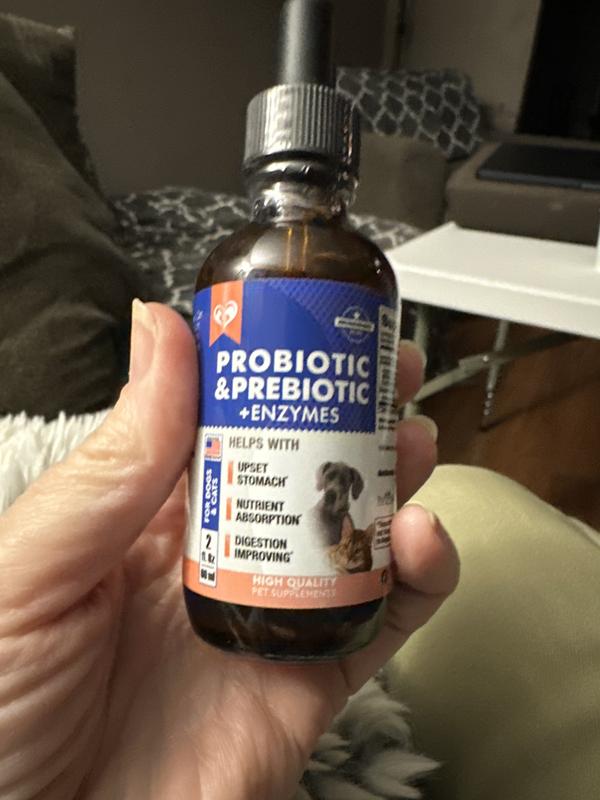 PROBIOTIC
&PREBIOTIC
+ENZYMES
HELPS WITH
UPSET
STOMACH*
NUTRIENT
ABSORPTION*
DIGESTION
IMPROVING*
FOR DOGS
& CATS
2
fl. oz
60 ml
HIGH QUALITY
PET SUPPLEMENTS